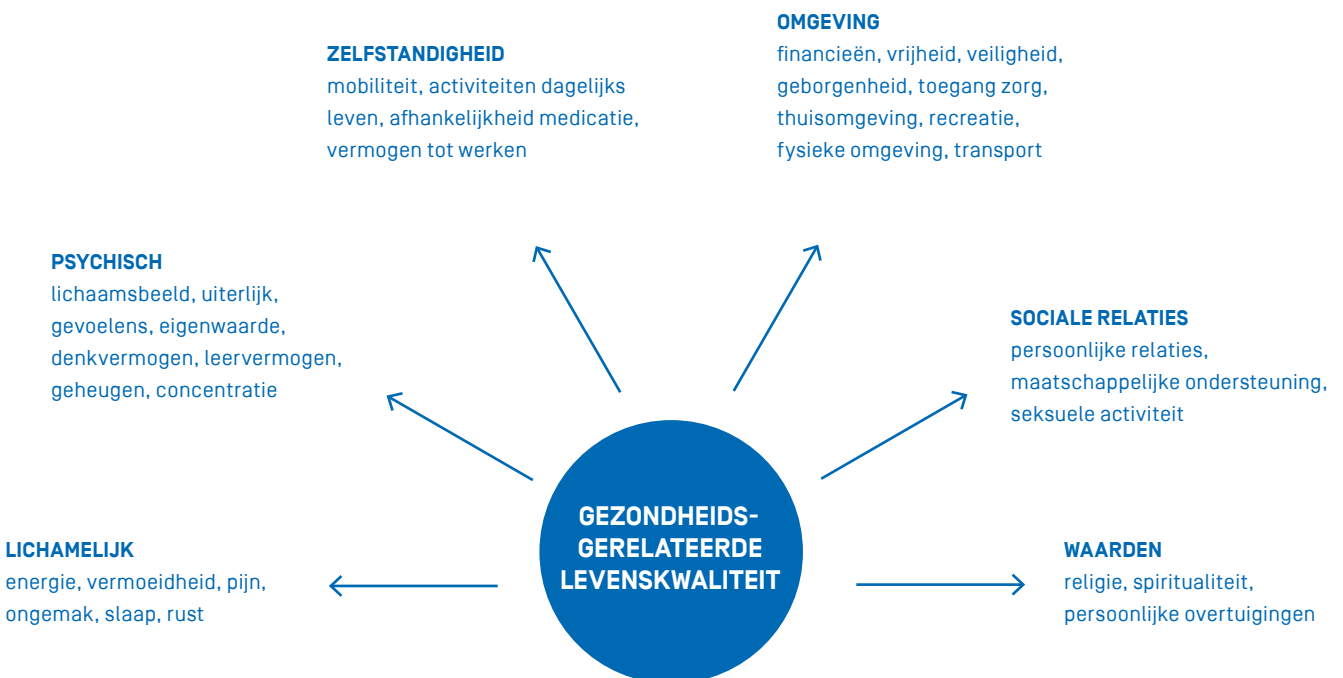 OMGEVING
financieën, vrijheid, veiligheid,
geborgenheid, toegang zorg,
thuisomgeving, recreatie,
fysieke omgeving, transport
ZELFSTANDIGHEID
mobiliteit, activiteiten dagelijks
leven, afhankelijkheid medicatie,
vermogen tot werken
PSYCHISCH
lichaamsbeeld, uiterlijk,
gevoelens, eigenwaarde,
denkvermogen, leervermogen,
geheugen, concentratie
SOCIALE RELATIES
persoonlijke relaties,
maatschappelijke ondersteuning,
seksuele activiteit
GEZONDHEIDS-
GERELATEERDE
LEVENSKWALITEIT
LICHAMELIJK
energie, vermoeidheid, pijn,
ongemak, slaap, rust
WAARDEN
religie, spiritualiteit,
persoonlijke overtuigingen